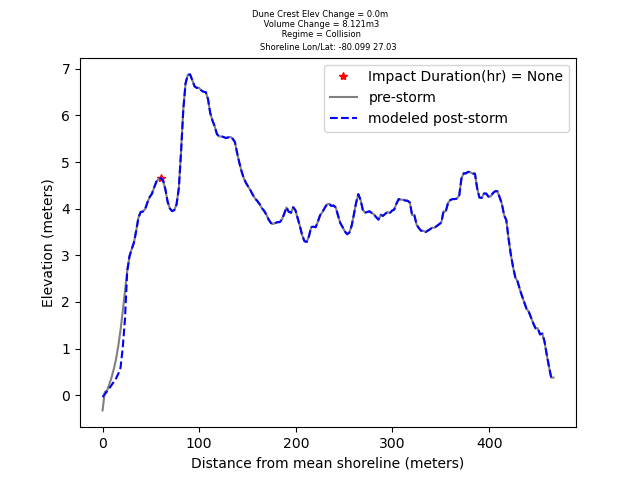 Dune Crest Elev Change = 0.0m
Volume Change = 8.121m3
Regime = Collision
Shoreline Lon/Lat: -80.099 27.03
Impact Duration(hr) = None
pre-storm
modeled post-storm
7
6
5
4
3
2
1
0
Elevation (meters)
0 100 200 300 400
Distance from mean shoreline (meters)